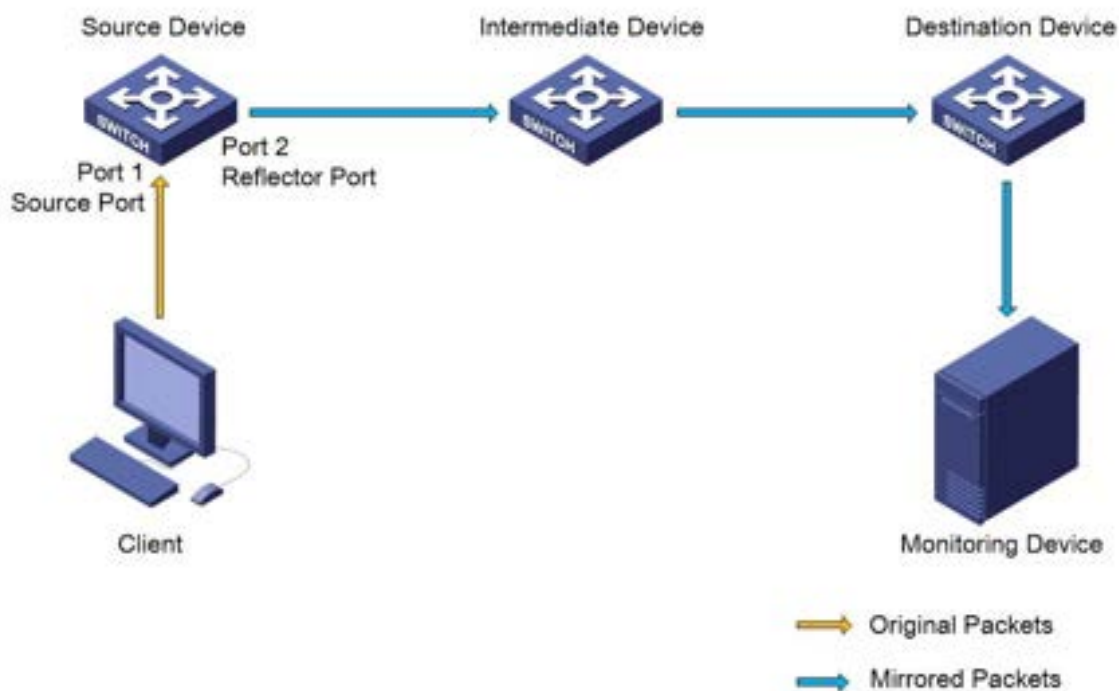 Source Device
Intermediate Device
Destination Device
SWITCH
SWITCH
SWITCH
Port 1
Source Port
Port 2
Reflector Port
Client
Monitoring Device
Original Packets
Mirrored Packets